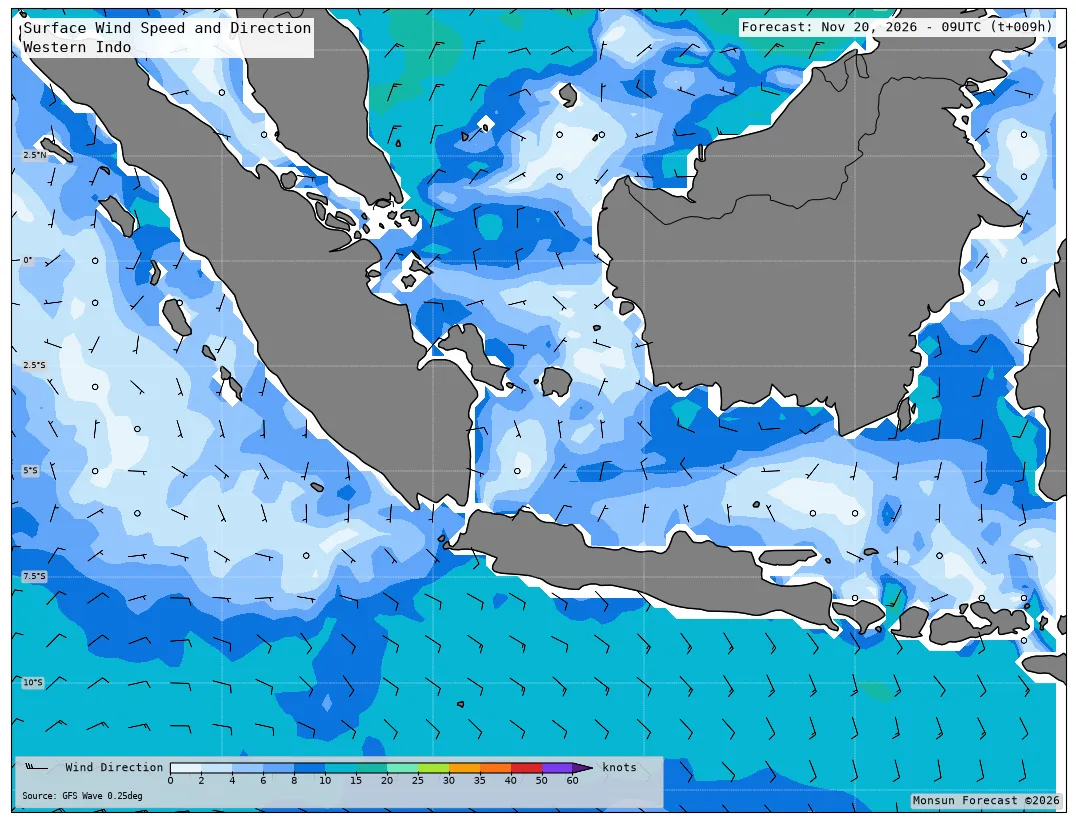 Surface Wind Speed and Direction
Western Indo
Forecast: Nov 20, 2026 - 09UTC (t+009h)
2.5°N
0°
2.5°S
5°S
7.5°S
10°S
Wind Direction
0 2 4 6 8 10 15 20 25 30 35 40 50 60
knots
Source: GFS Wave 0.25deg
Monsun Forecast ©2026